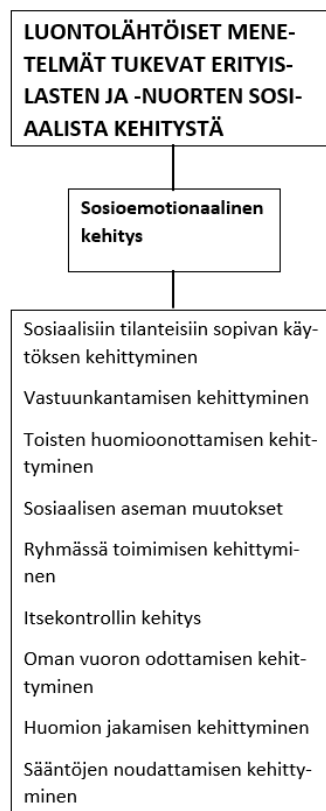 LUONTOLÄHTÖISET MENE-
TELMÄT TUKEVAT ERITYIS-
LASTEN JA -NUORTEN SOSI-
AALISTA KEHITYSTÄ
Sosioemotionaalinen
kehitys
Sosiaalisiin tilanteisiin sopivan käy-
töksen kehittyminen
Vastuunkantamisen kehittyminen
Toisten huomioonottamisen kehit-
tyminen
Sosiaalisen aseman muutokset
Ryhmässä toimimisen kehittymi-
nen
Itsekontrollin kehitys
Oman vuoron odottamisen kehit-
tyminen
Huomion jakamisen kehittyminen
Sääntöjen noudattamisen kehitty-
minen